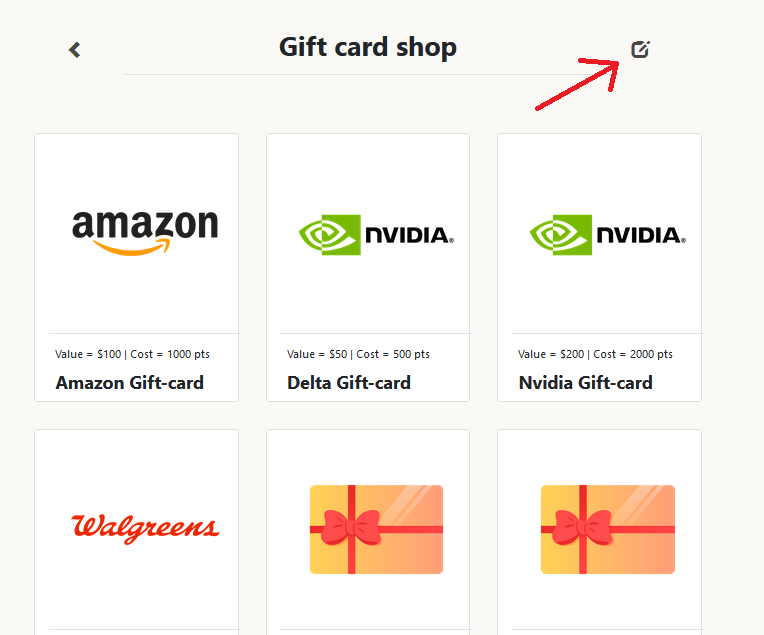 Gift card shop
amazon
NVIDIA.
NVIDIA.
Value = $100 | Cost = 1000 pts
Value = $50 | Cost = 500 pts
Value = $200 | Cost = 2000 pts
Amazon Gift-card
Delta Gift-card
Nvidia Gift-card
Walgreens